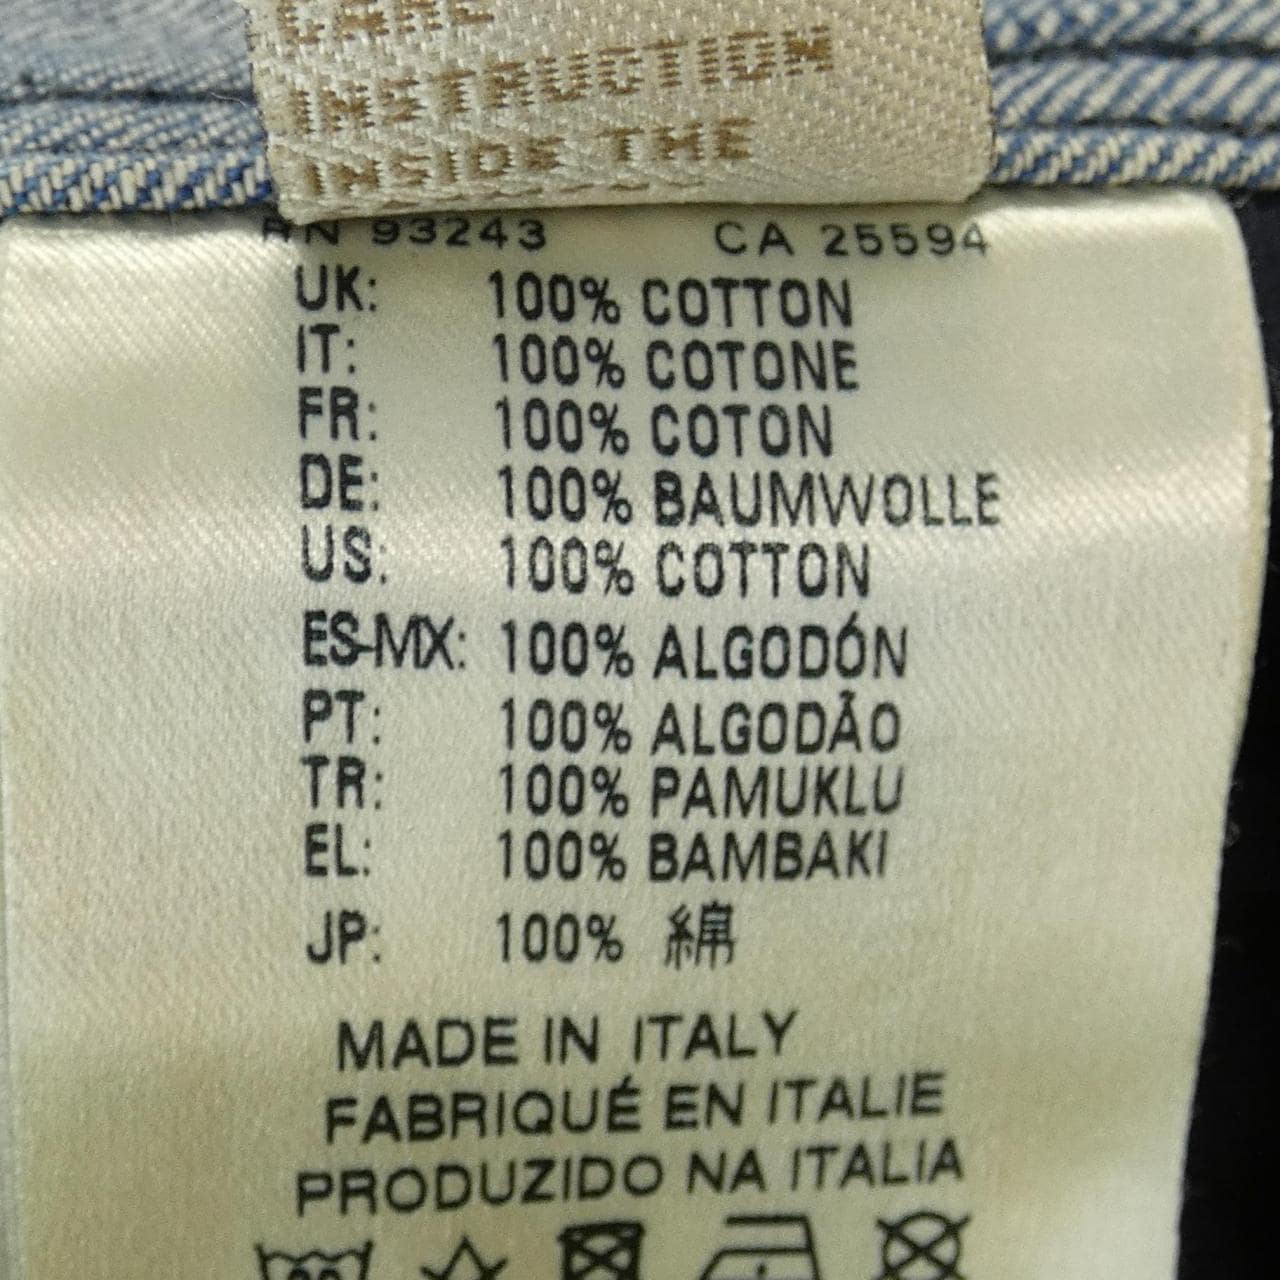 CARE
INSTRUCTION
INSIDE THE
RN 93243 CA 25594
UK: 100% COTTON
IT: 100% COTONE
FR: 100% COTON
DE: 100% BAUMWOLLE
US: 100% COTTON
ES-MX: 100% ALGODÓN
PT: 100% ALGODÃO
TR: 100% PAMUKLU
EL: 100% BAMBAKI
JP: 100% 綿
MADE IN ITALY
FABRIQUÉ EN ITALIE
PRODUZIDO NA ITALIA